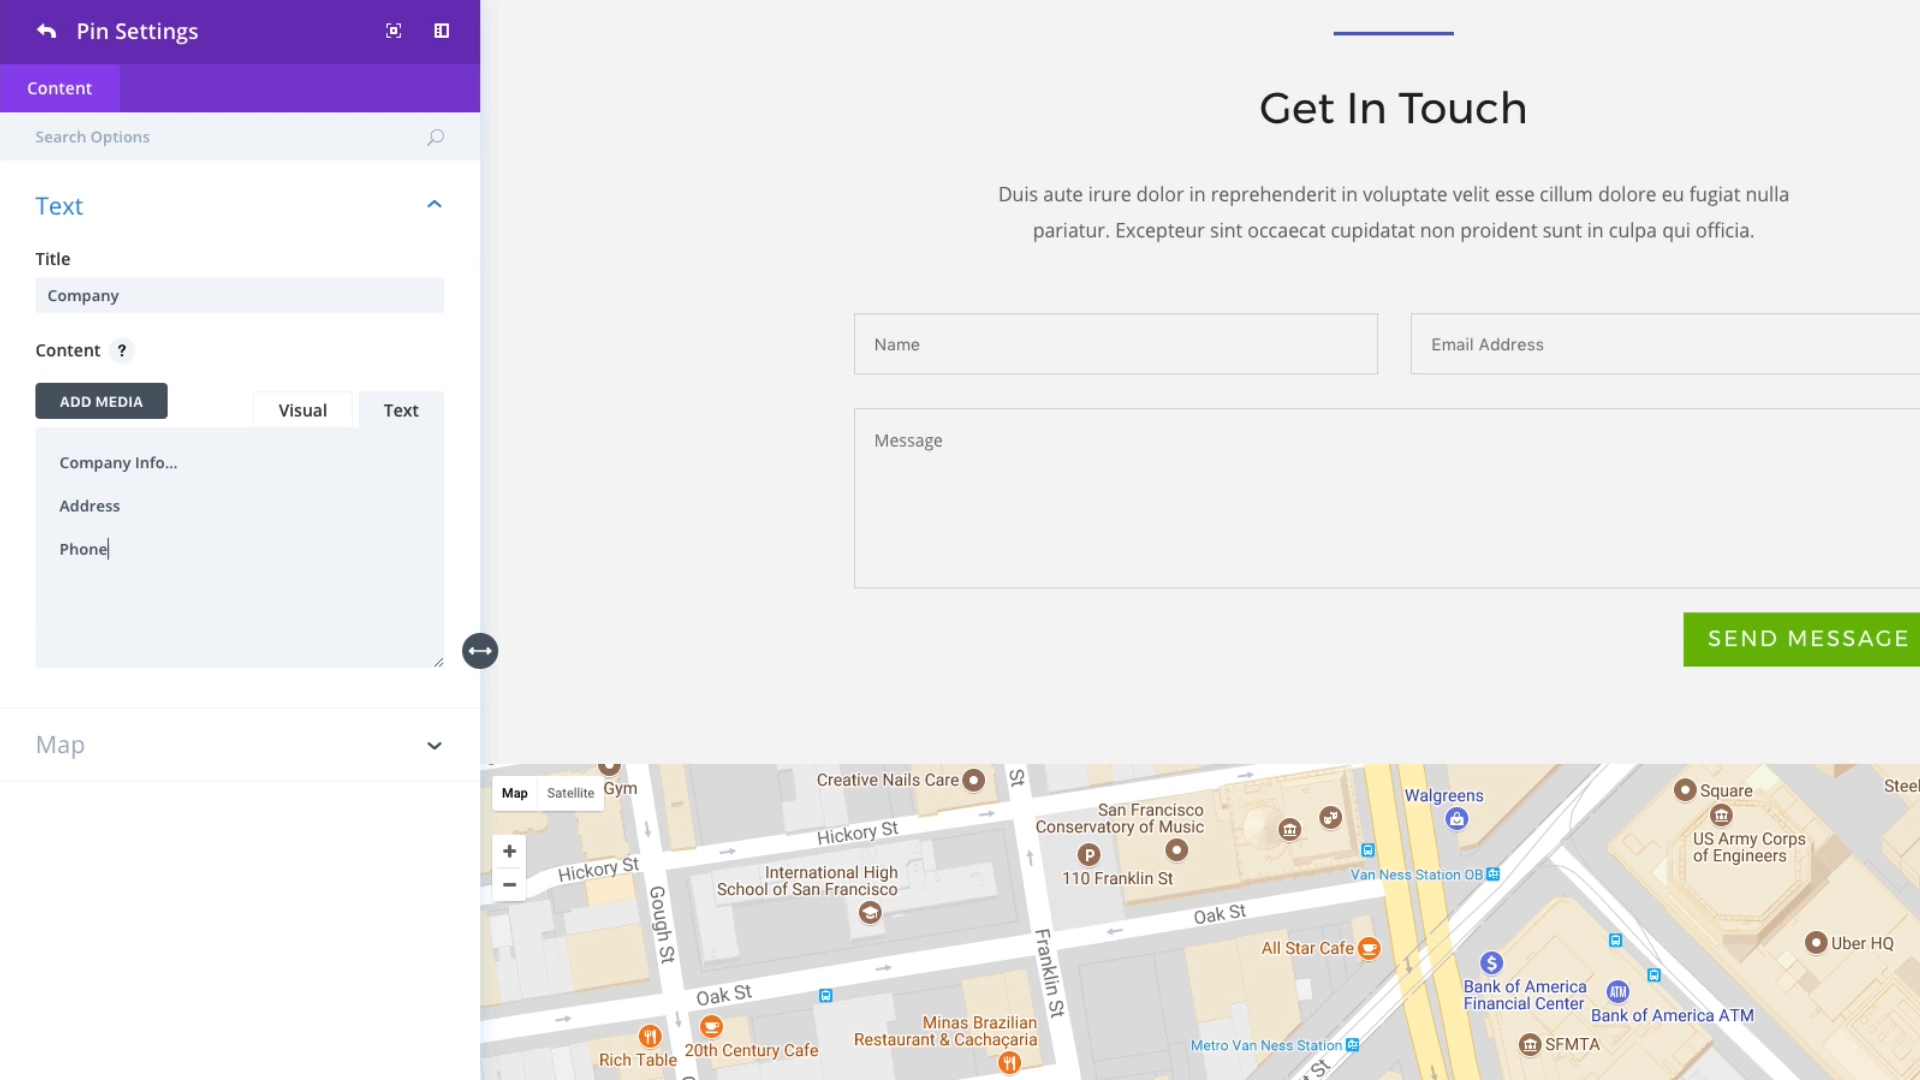 Pin Settings
Content
Search Options
Text
Title
Company
Content ?
ADD MEDIA
Visual
Text
Company Info...
Address
Phone
Map
Get In Touch
Duis aute irure dolor in reprehenderit in voluptate velit esse cillum dolore eu fugiat nulla
pariatur. Excepteur sint occaecat cupidatat non proident sunt in culpa qui officia.
Name
Email Address
Message
SEND MESSAGE
Map
Satellite
Gym
Creative Nails Care
St
Hickory St
Hickory St
San Francisco
Conservatory of Music
P
110 Franklin St
International High
School of San Francisco
Gough St
Walgreens
Van Ness Station OB
Square
US Army Corps
of Engineers
Oak St
Franklin St
All Star Cafe
Uber HQ
$
Bank of America
Financial Center
ATM
Bank of America ATM
Oak St
Minas Brazilian
Restaurant & Cachaçaria
Rich Table
20th Century Cafe
Metro Van Ness Station
SFMTA
St